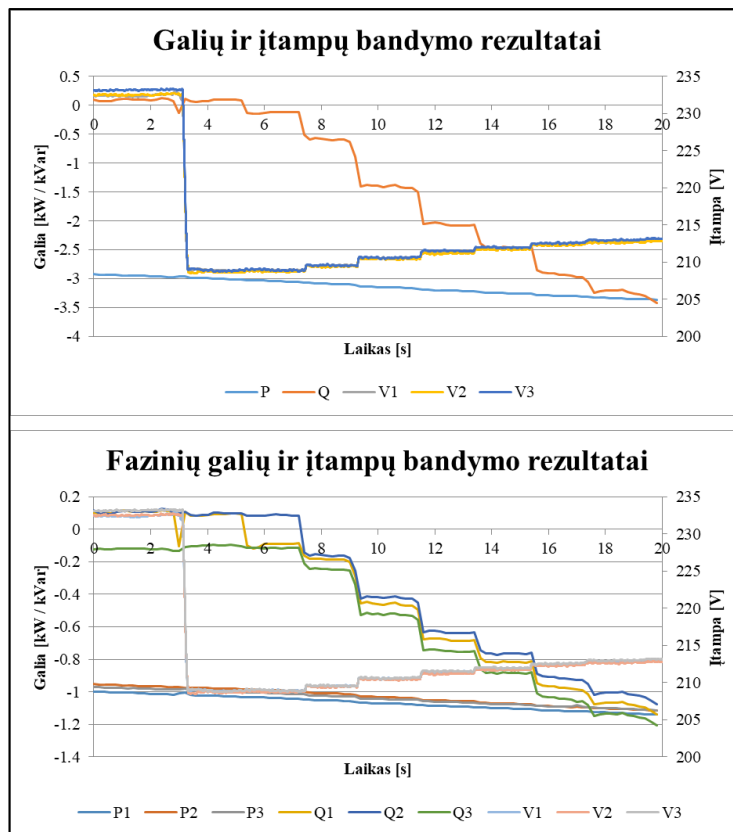 Galių ir įtampų bandymo rezultatai
0.5
0
-0.5
-1
-1.5
-2
-2.5
-3
-3.5
-4
Galia [kW / kVar]
0 2 4 6 8 10 12 14 16 18 20
235
230
225
220
215
210
205
200
Įtampa [V]
Laikas [s]
P Q V1 V2 V3
Fazinių galių ir įtampų bandymo rezultatai
0.2
0
-0.2
-0.4
-0.6
-0.8
-1
-1.2
-1.4
Galia [kW / kVar]
0 2 4 6 8 10 12 14 16 18 20
235
230
225
220
215
210
205
200
Įtampa [V]
Laikas [s]
P1 P2 P3 Q1 Q2 Q3 V1 V2 V3